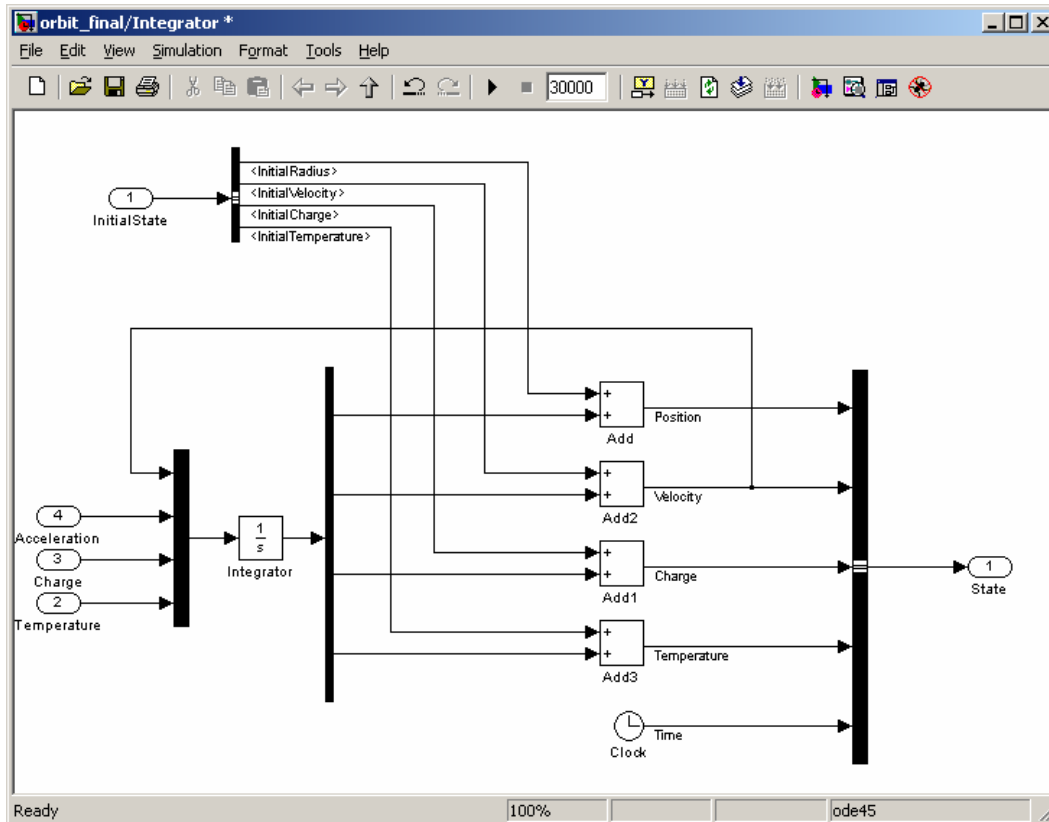 orbit_final/Integrator *
File Edit View Simulation Format Tools Help
30000
<InitialRadius>
1
<InitialVelocity>
InitialState
<InitialCharge>
<InitialTemperature>
+
+
Position
Add
+
+
Velocity
Add2
4
Acceleration
1
s
Integrator
3
Charge
2
Temperature
+
+
Charge
Add1
1
State
+
+
Temperature
Add3
Time
Clock
Ready 100% ode45